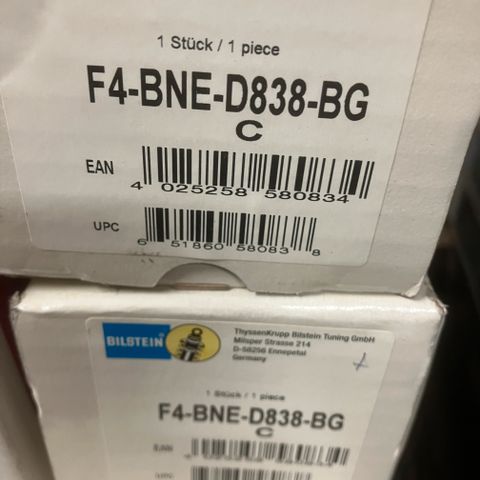 1 Stück / 1 piece
F4-BNE-D838-BG
C
EAN
4 025258 580834
UPC
6 51860 58083 8
BILSTEIN
ThyssenKrupp Bilstein Tuning GmbH
Milsper Strasse 214
D-58256 Ennepetal
Germany
1 Stück / 1 piece
F4-BNE-D838-BG
C
EAN
UPC